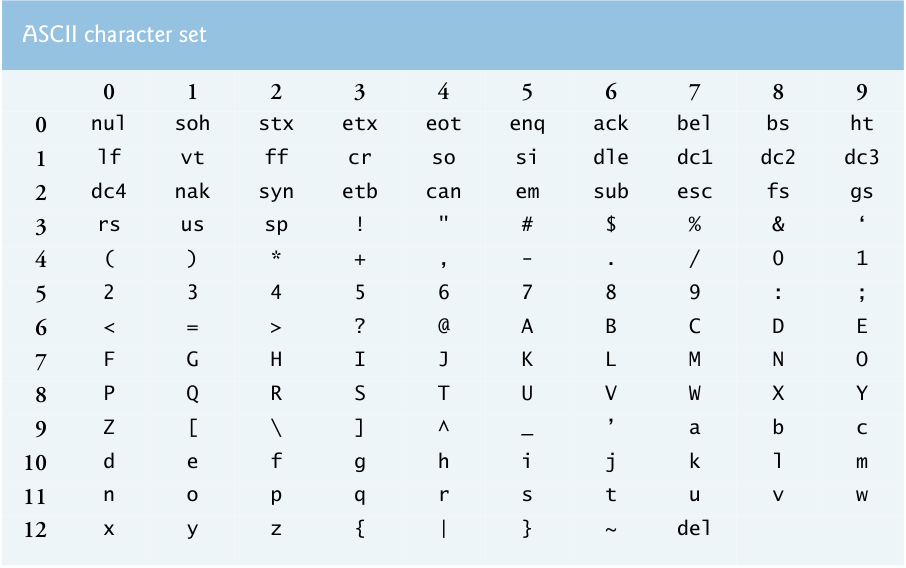 ASCII character set
0 1 2 3 4 5 6 7 8 9
0 nul soh stx etx eot enq ack bel bs ht
1 lf vt ff cr so si dle dc1 dc2 dc3
2 dc4 nak syn etb can em sub esc fs gs
3 rs us sp ! " # $ % & ‘
4 ( ) * + , - . / 0 1
5 2 3 4 5 6 7 8 9 : ;
6 < = > ? @ A B C D E
7 F G H I J K L M N O
8 P Q R S T U V W X Y
9 Z [ \ ] ^ _ ’ a b c
10 d e f g h i j k l m
11 n o p q r s t u v w
12 x y z { | } ~ del